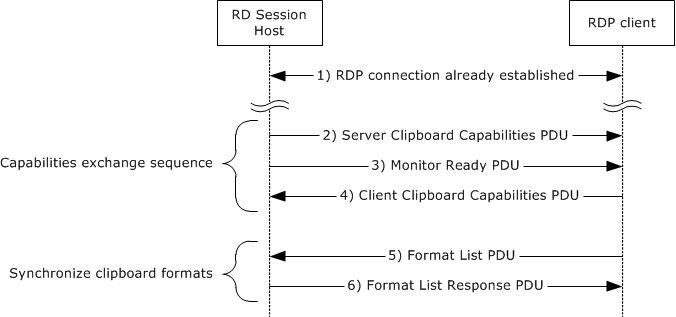 RD Session
Host
RDP client
1) RDP connection already established
2) Server Clipboard Capabilities PDU
Capabilities exchange sequence
3) Monitor Ready PDU
4) Client Clipboard Capabilities PDU
5) Format List PDU
Synchronize clipboard formats
6) Format List Response PDU